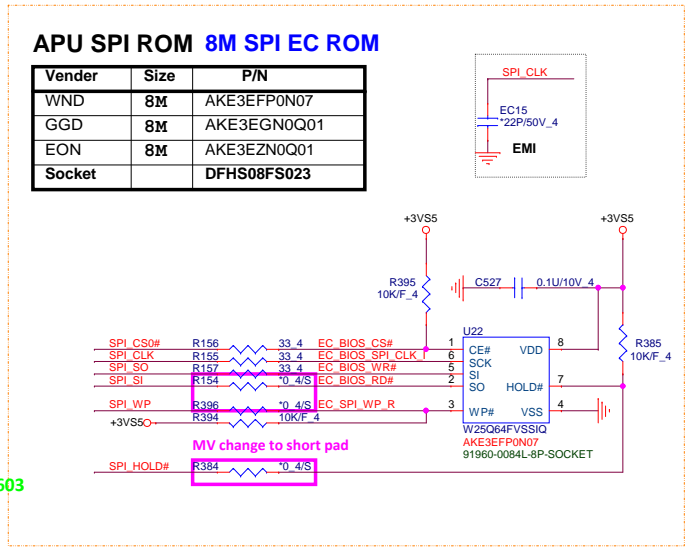 APU SPI ROM 8M SPI EC ROM
Vender Size P/N
WND 8M AKE3EFP0N07
GGD 8M AKE3EGN0Q01
EON 8M AKE3EZN0Q01
Socket DFHS08FS023
SPI_CLK
EC15
*22P/50V_4
EMI
+3VS5 +3VS5
R395
10K/F_4
C527 0.1U/10V_4
R385
10K/F_4
U22
SPI_CS0# R156 33_4 EC_BIOS_CS# 1 CE# VDD 8
SPI_CLK R155 33_4 EC_BIOS_SPI_CLK_I 6 SCK
SPI_SO R157 33_4 EC_BIOS_WR# 5 SI
SPI_SI R154 *0_4/S EC_BIOS_RD# 2 SO HOLD# 7
SPI_WP R396 *0_4/S EC_SPI_WP_R 3 WP# VSS 4
+3VS5 R394 10K/F_4
W25Q64FVSSIQ
AKE3EFP0N07
91960-0084L-8P-SOCKET
MV change to short pad
SPI_HOLD# R384 *0_4/S
603